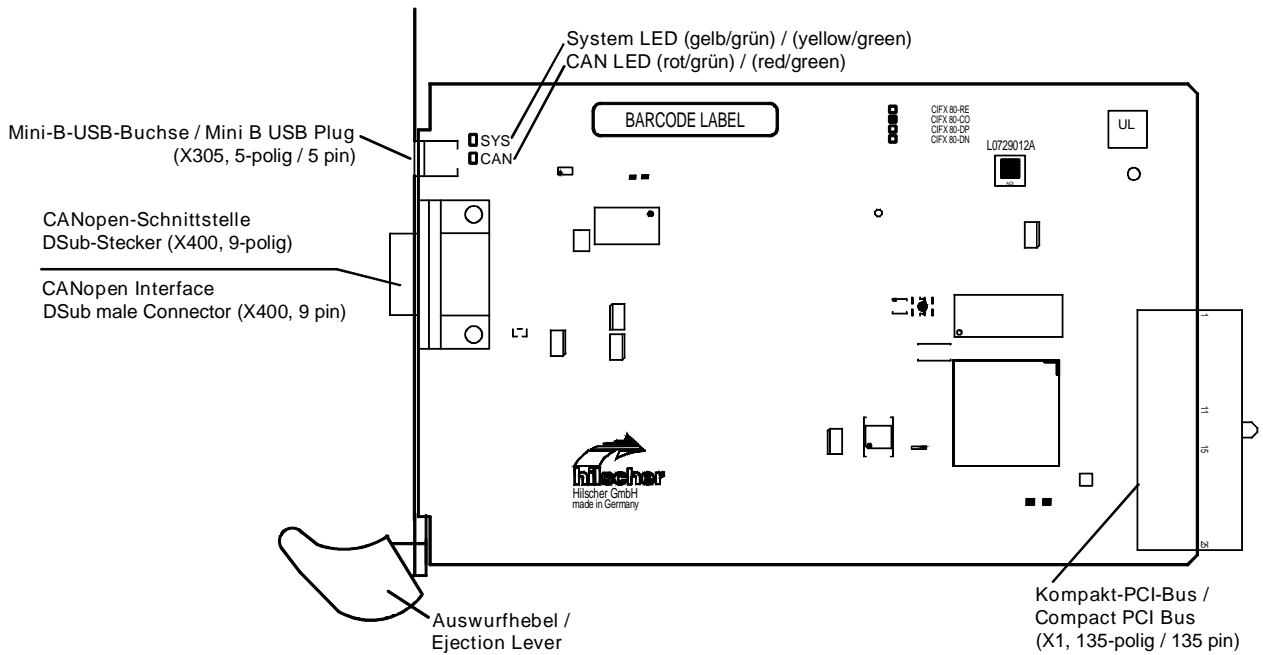 System LED (gelb/grün) / (yellow/green)
CAN LED (rot/grün) / (red/green)
Mini-B-USB-Buchse / Mini B USB Plug
(X305, 5-polig / 5 pin)
SYS
CAN
BARCODE LABEL
CIFX 80-RE
CIFX 80-CO
CIFX 80-DP
CIFX 80-DN
L0729012A
UL
CANopen-Schnittstelle
DSub-Stecker (X400, 9-polig)
CANopen Interface
DSub male Connector (X400, 9 pin)
1
11
15
25
hilscher
Hilscher GmbH
made in Germany
Auswurfhebel /
Ejection Lever
Kompakt-PCI-Bus /
Compact PCI Bus
(X1, 135-polig / 135 pin)